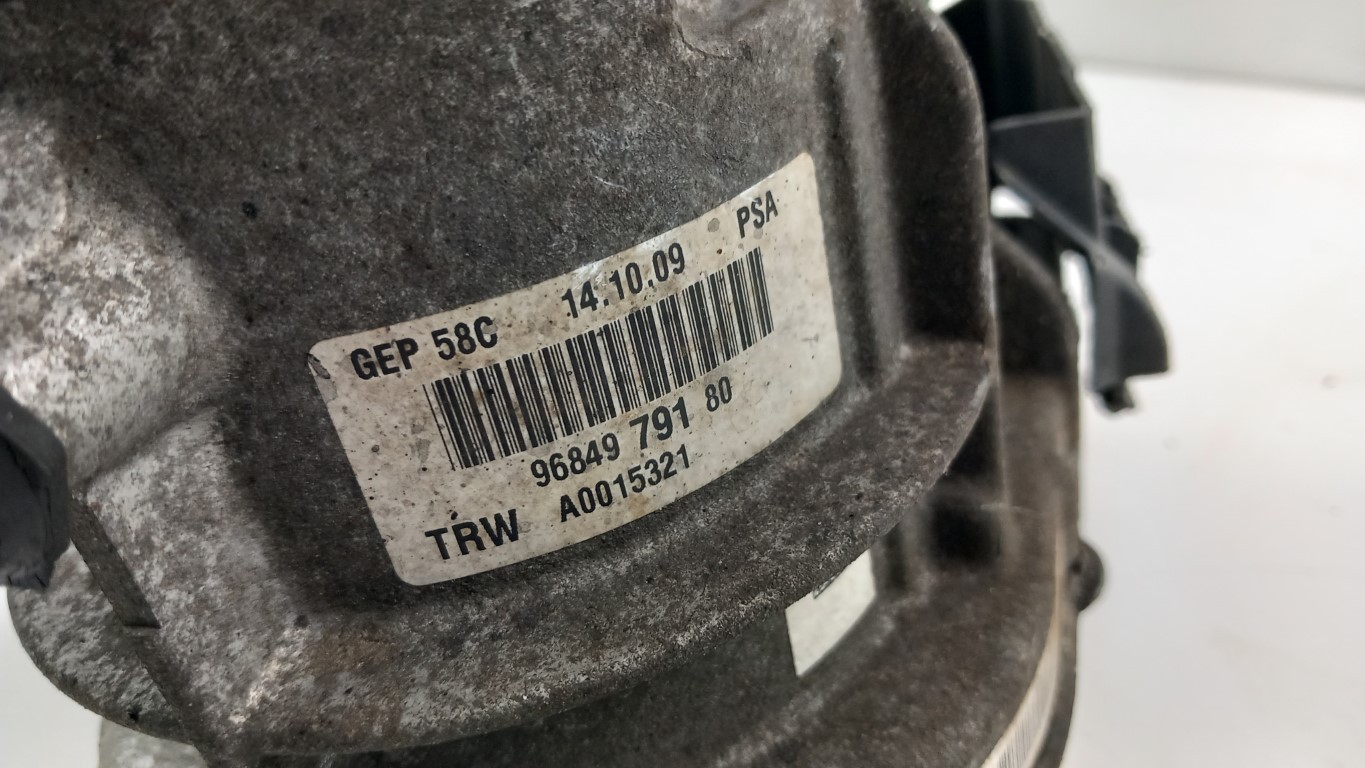 GEP 58C 14.10.09 PSA
96849 791 80
TRW A0015321